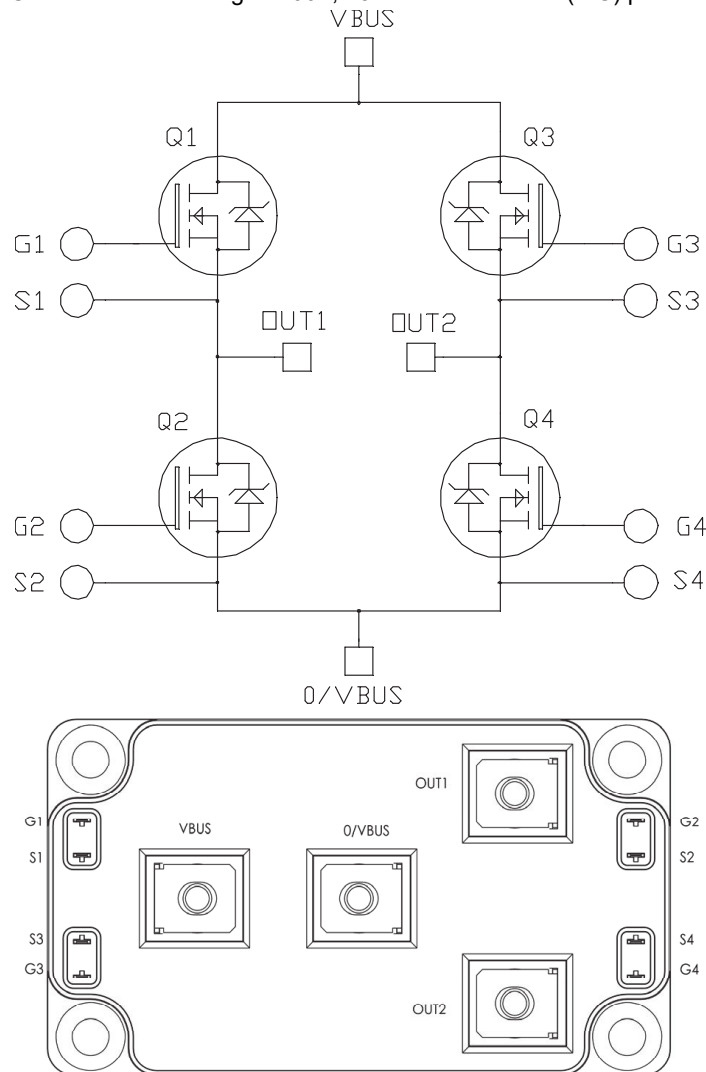 VBUS
Q1 Q3
G1 G3
S1 S3
OUT1 OUT2
Q2 Q4
G2 G4
S2 S4
0/VBUS
OUT1
G1 VBUS 0/VBUS G2
S1 S2
S3 S4
G3 G4
OUT2